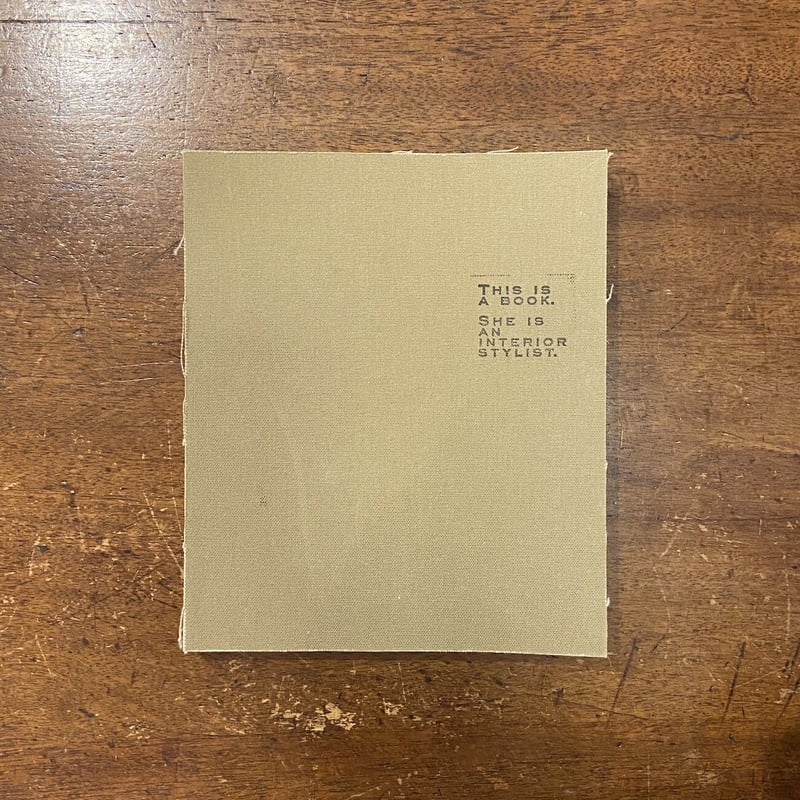 THIS IS
A BOOK.
SHE IS
AN
INTERIOR
STYLIST.